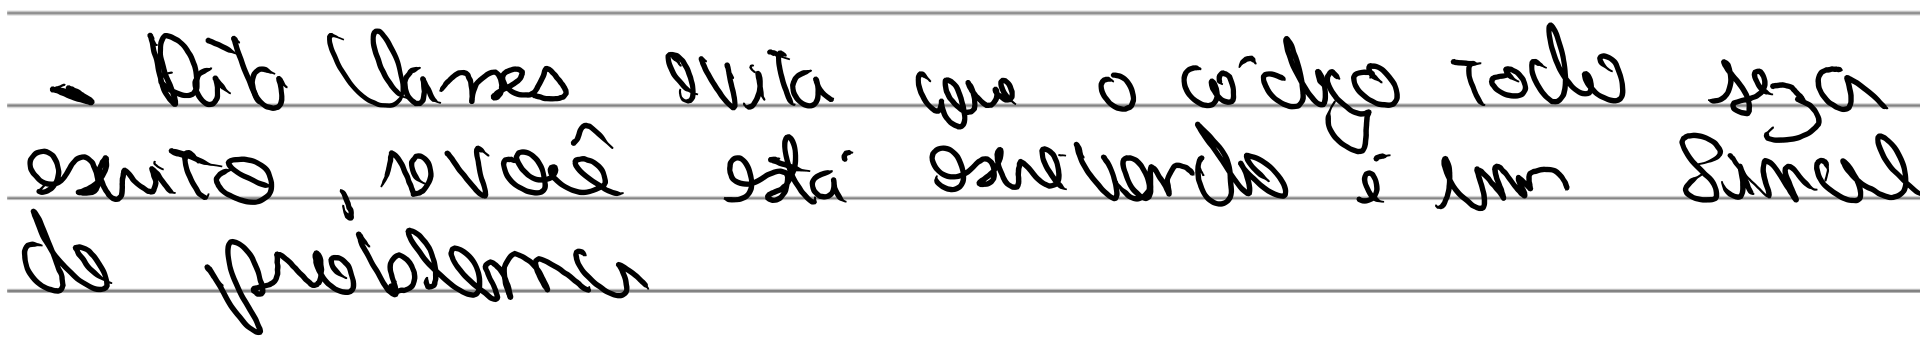 - Data Classes evita que o código todo seja
escrito, se você está escrevendo é um Sinal
de problema